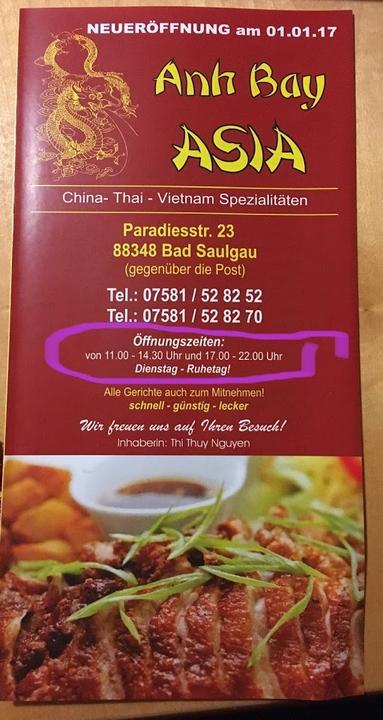 NEUERÖFFNUNG am 01.01.17
Anh Bay
ASIA
China- Thai - Vietnam Spezialitäten
Paradiesstr. 23
88348 Bad Saulgau
(gegenüber die Post)
Tel.: 07581 / 52 82 52
Tel.: 07581 / 52 82 70
Öffnungszeiten:
von 11.00 - 14.30 Uhr und 17.00 - 22.00 Uhr
Dienstag - Ruhetag!
Alle Gerichte auch zum Mitnehmen!
schnell - günstig - lecker
Wir freuen uns auf Ihren Besuch!
Inhaberin: Thi Thuy Nguyen